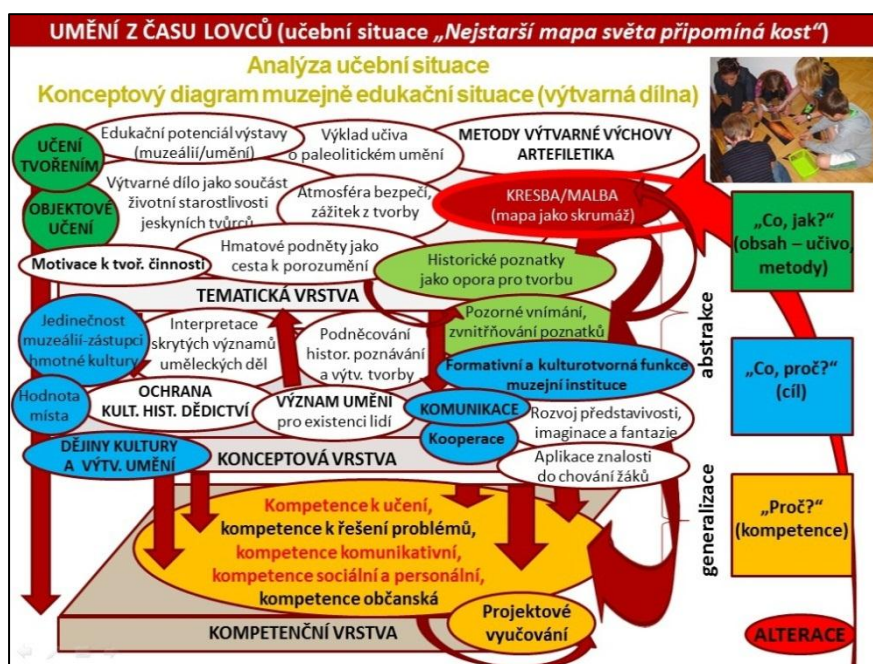 UMĚNÍ Z ČASU LOVCŮ (učební situace „Nejstarší mapa světa připomíná kost“)
Analýza učební situace
Konceptový diagram muzejně edukační situace (výtvarná dílna)
UČENÍ
TVOŘENÍM
Edukační potenciál výstavy
(muzeálií/umění)
Výklad učiva
o paleolitickém umění
METODY VÝTVARNÉ VÝCHOVY
ARTEFILETIKA
OBJEKTOVÉ
UČENÍ
Výtvarné dílo jako součást
životní starostlivosti
jeskyních tvůrců
Atmosféra bezpečí,
zážitek z tvorby
KRESBA/MALBA
(mapa jako skrumáž)
„Co, jak?“
(obsah – učivo,
metody)
Motivace k tvoř. činnosti
Hmatové podněty jako
cesta k porozumění
Historické poznatky
jako opora pro tvorbu
TEMATICKÁ VRSTVA
Jedinečnost
muzeálií-zástupci
hmotné kultury
Interpretace
skrytých významů
uměleckých děl
Podněcování
histor. poznávání
a výtv. tvorby
Pozorné vnímání,
zvnitřňování poznatků
abstrakce
Formativní a kulturotvorná funkce
muzejní instituce
„Co, proč?“
(cíl)
Hodnota
místa
OCHRANA
KULT. HIST. DĚDICTVÍ
VÝZNAM UMĚNÍ
pro existenci lidí
KOMUNIKACE
Kooperace
Rozvoj představivosti,
imaginace a fantazie
DĚJINY KULTURY
A VÝTV. UMĚNÍ
KONCEPTOVÁ VRSTVA
Aplikace znalosti
do chování žáků
generalizace
Kompetence k učení,
kompetence k řešení problémů,
kompetence komunikativní,
kompetence sociální a personální,
kompetence občanská
„Proč?“
(kompetence)
Projektové
vyučování
KOMPETENČNÍ VRSTVA
ALTERACE